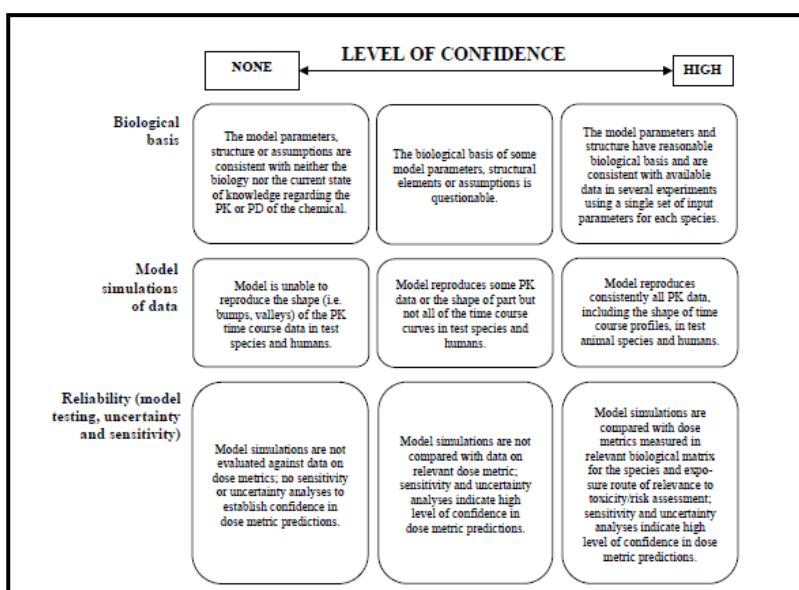 LEVEL OF CONFIDENCE
NONE
HIGH
Biological
basis
The model parameters,
structure or assumptions are
consistent with neither the
biology nor the current state
of knowledge regarding the
PK or PD of the chemical.
The biological basis of some
model parameters, structural
elements or assumptions is
questionable.
The model parameters and
structure have reasonable
biological basis and are
consistent with available
data in several experiments
using a single set of input
parameters for each species.
Model
simulations
of data
Model is unable to
reproduce the shape (i.e.
bumps, valleys) of the PK
time course data in test
species and humans.
Model reproduces some PK
data or the shape of part but
not all of the time course
curves in test species and
humans.
Model reproduces
consistently all PK data,
including the shape of time
course profiles, in test
animal species and humans.
Reliability (model
testing, uncertainty
and sensitivity)
Model simulations are not
evaluated against data on
dose metrics; no sensitivity
or uncertainty analyses to
establish confidence in
dose metric predictions.
Model simulations are not
compared with data on
relevant dose metric;
sensitivity and uncertainty
analyses indicate high
level of confidence in
dose metric predictions.
Model simulations are
compared with dose
metrics measured in
relevant biological matrix
for the species and expo-
sure route of relevance to
toxicity/risk assessment;
sensitivity and uncertainty
analyses indicate high
level of confidence in dose
metric predictions.